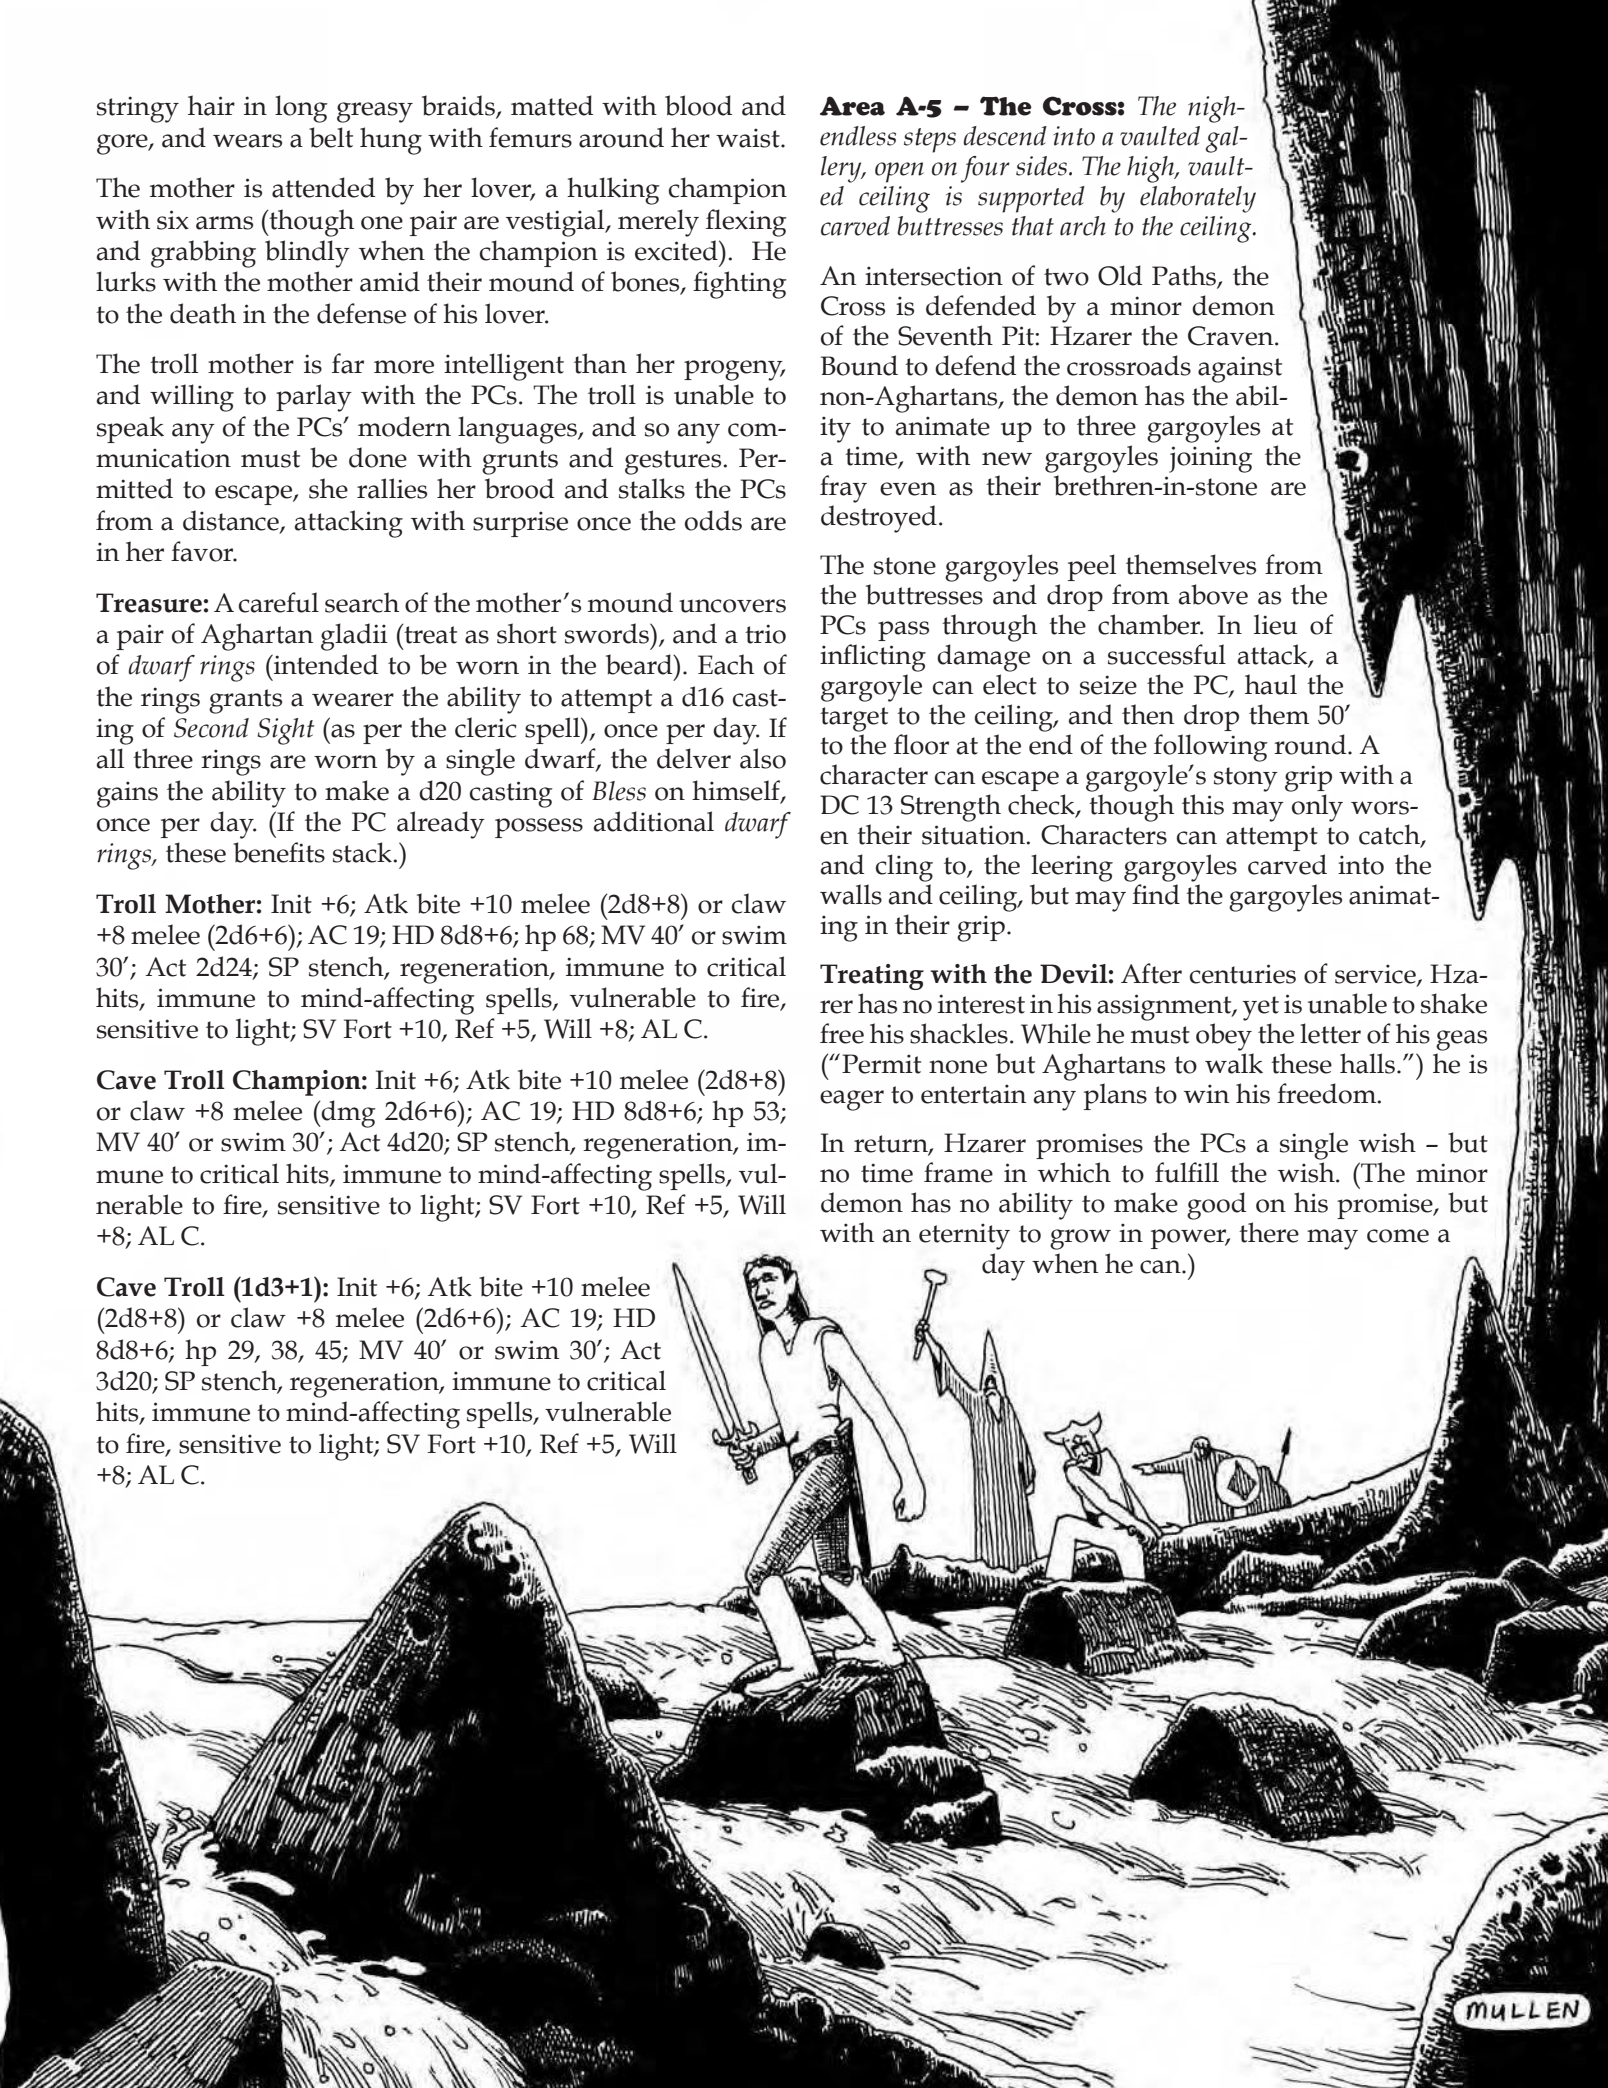 stringy hair in long greasy braids, matted with blood and
gore, and wears a belt hung with femurs around her waist.
The mother is attended by her lover, a hulking champion
with six arms (though one pair are vestigial, merely flexing
and grabbing blindly when the champion is excited). He
lurks with the mother amid their mound of bones, fighting
to the death in the defense of his lover.
The troll mother is far more intelligent than her progeny,
and willing to parlay with the PCs. The troll is unable to
speak any of the PCs’ modern languages, and so any com-
munication must be done with grunts and gestures. Per-
mitted to escape, she rallies her brood and stalks the PCs
from a distance, attacking with surprise once the odds are
in her favor.
Treasure: A careful search of the mother’s mound uncovers
a pair of Aghartan gladii (treat as short swords), and a trio
of dwarf rings (intended to be worn in the beard). Each of
the rings grants a wearer the ability to attempt a d16 cast-
ing of Second Sight (as per the cleric spell), once per day. If
all three rings are worn by a single dwarf, the delver also
gains the ability to make a d20 casting of Bless on himself,
once per day. (If the PC already possess additional dwarf
rings, these benefits stack.)
Troll Mother: Init +6; Atk bite +10 melee (2d8+8) or claw
+8 melee (2d6+6); AC 19; HD 8d8+6; hp 68; MV 40’ or swim
30’; Act 2d24; SP stench, regeneration, immune to critical
hits, immune to mind-affecting spells, vulnerable to fire,
sensitive to light; SV Fort +10, Ref +5, Will +8; AL C.
Cave Troll Champion: Init +6; Atk bite +10 melee (2d8+8)
or claw +8 melee (dmg 2d6+6); AC 19; HD 8d8+6; hp 53;
MV 40’ or swim 30’; Act 4d20; SP stench, regeneration, im-
mune to critical hits, immune to mind-affecting spells, vul-
nerable to fire, sensitive to light; SV Fort +10, Ref +5, Will
+8; AL C.
Cave Troll (1d3+1): Init +6; Atk bite +10 melee
(2d8+8) or claw +8 melee (2d6+6); AC 19; HD
8d8+6; hp 29, 38, 45; MV 40’ or swim 30’; Act
3d20; SP stench, regeneration, immune to critical
hits, immune to mind-affecting spells, vulnerable
to fire, sensitive to light; SV Fort +10, Ref +5, Will
+8; AL C.
Area A-5 – The Cross: The nigh-
endless steps descend into a vaulted gal-
lery, open on four sides. The high, vault-
ed ceiling is supported by elaborately
carved buttresses that arch to the ceiling.
An intersection of two Old Paths, the
Cross is defended by a minor demon
of the Seventh Pit: Hzarer the Craven.
Bound to defend the crossroads against
non-Aghartans, the demon has the abil-
ity to animate up to three gargoyles at
a time, with new gargoyles joining the
fray even as their brethren-in-stone are
destroyed.
The stone gargoyles peel themselves from
the buttresses and drop from above as the
PCs pass through the chamber. In lieu of
inflicting damage on a successful attack, a
gargoyle can elect to seize the PC, haul the
target to the ceiling, and then drop them 50’
to the floor at the end of the following round. A
character can escape a gargoyle’s stony grip with a
DC 13 Strength check, though this may only wors-
en their situation. Characters can attempt to catch,
and cling to, the leering gargoyles carved into the
walls and ceiling, but may find the gargoyles animat-
ing in their grip.
Treating with the Devil: After centuries of service, Hza-
rer has no interest in his assignment, yet is unable to shake
free his shackles. While he must obey the letter of his geas
(“Permit none but Aghartans to walk these halls.”) he is
eager to entertain any plans to win his freedom.
In return, Hzarer promises the PCs a single wish – but
no time frame in which to fulfill the wish. (The minor
demon has no ability to make good on his promise, but
with an eternity to grow in power, there may come a
day when he can.)
MULLEN